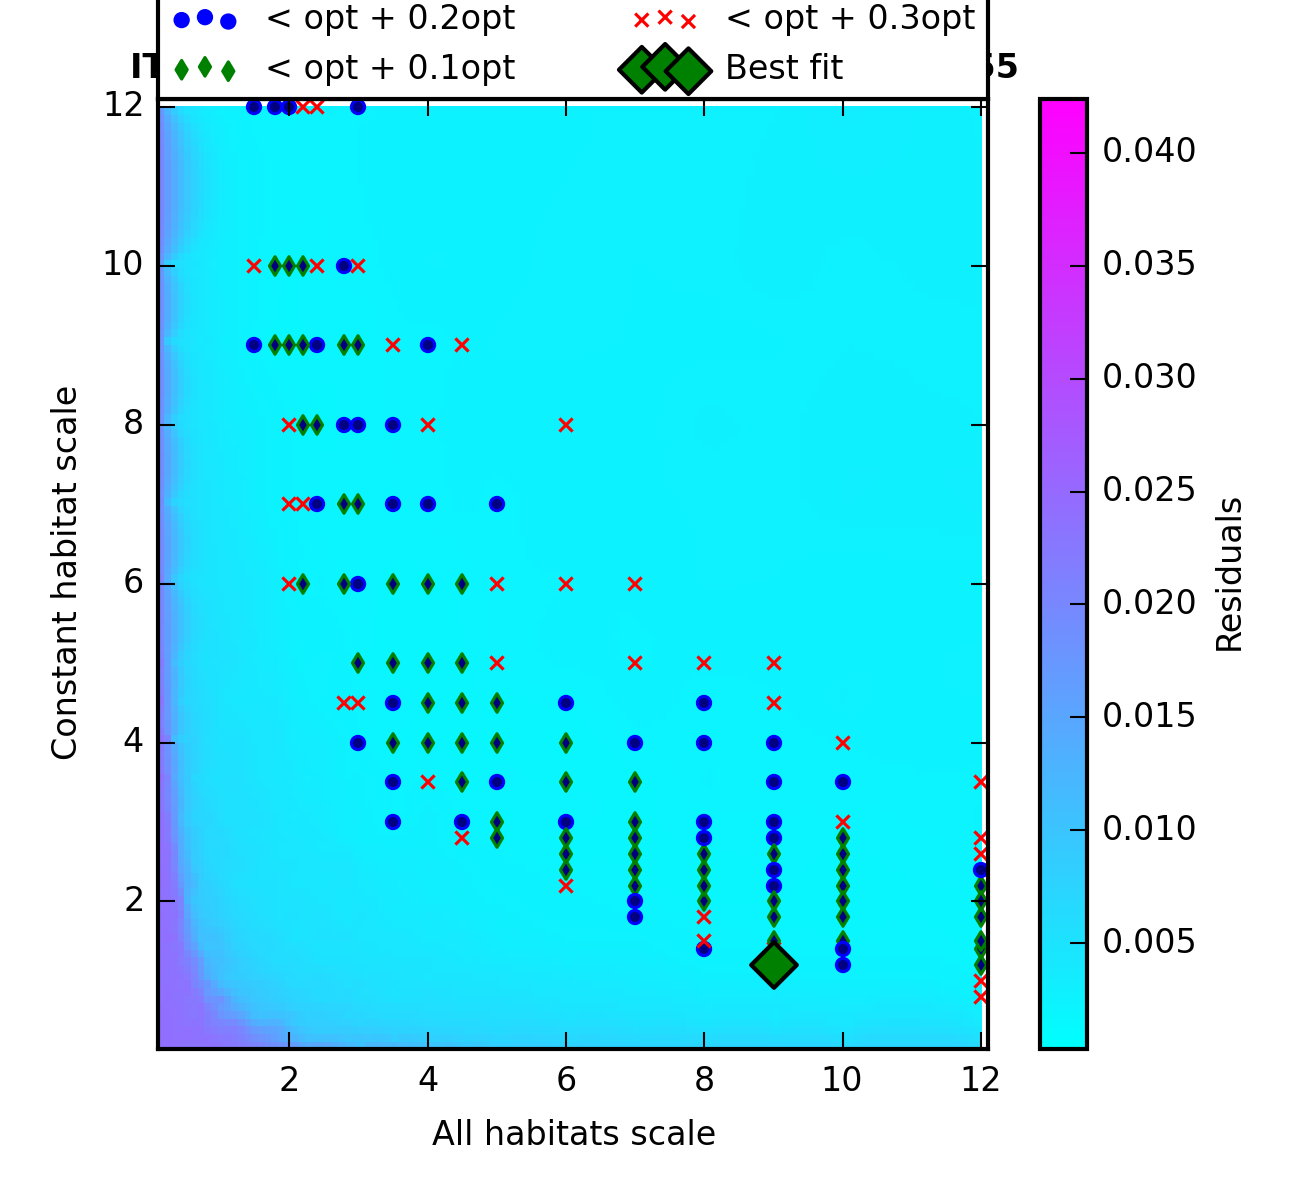 < opt + 0.2opt < opt + 0.3opt
< opt + 0.1opt Best fit
12
10
8
6
4
2
Constant habitat scale
2 4 6 8 10 12
All habitats scale
0.040
0.035
0.030
0.025
0.020
0.015
0.010
0.005
Residuals